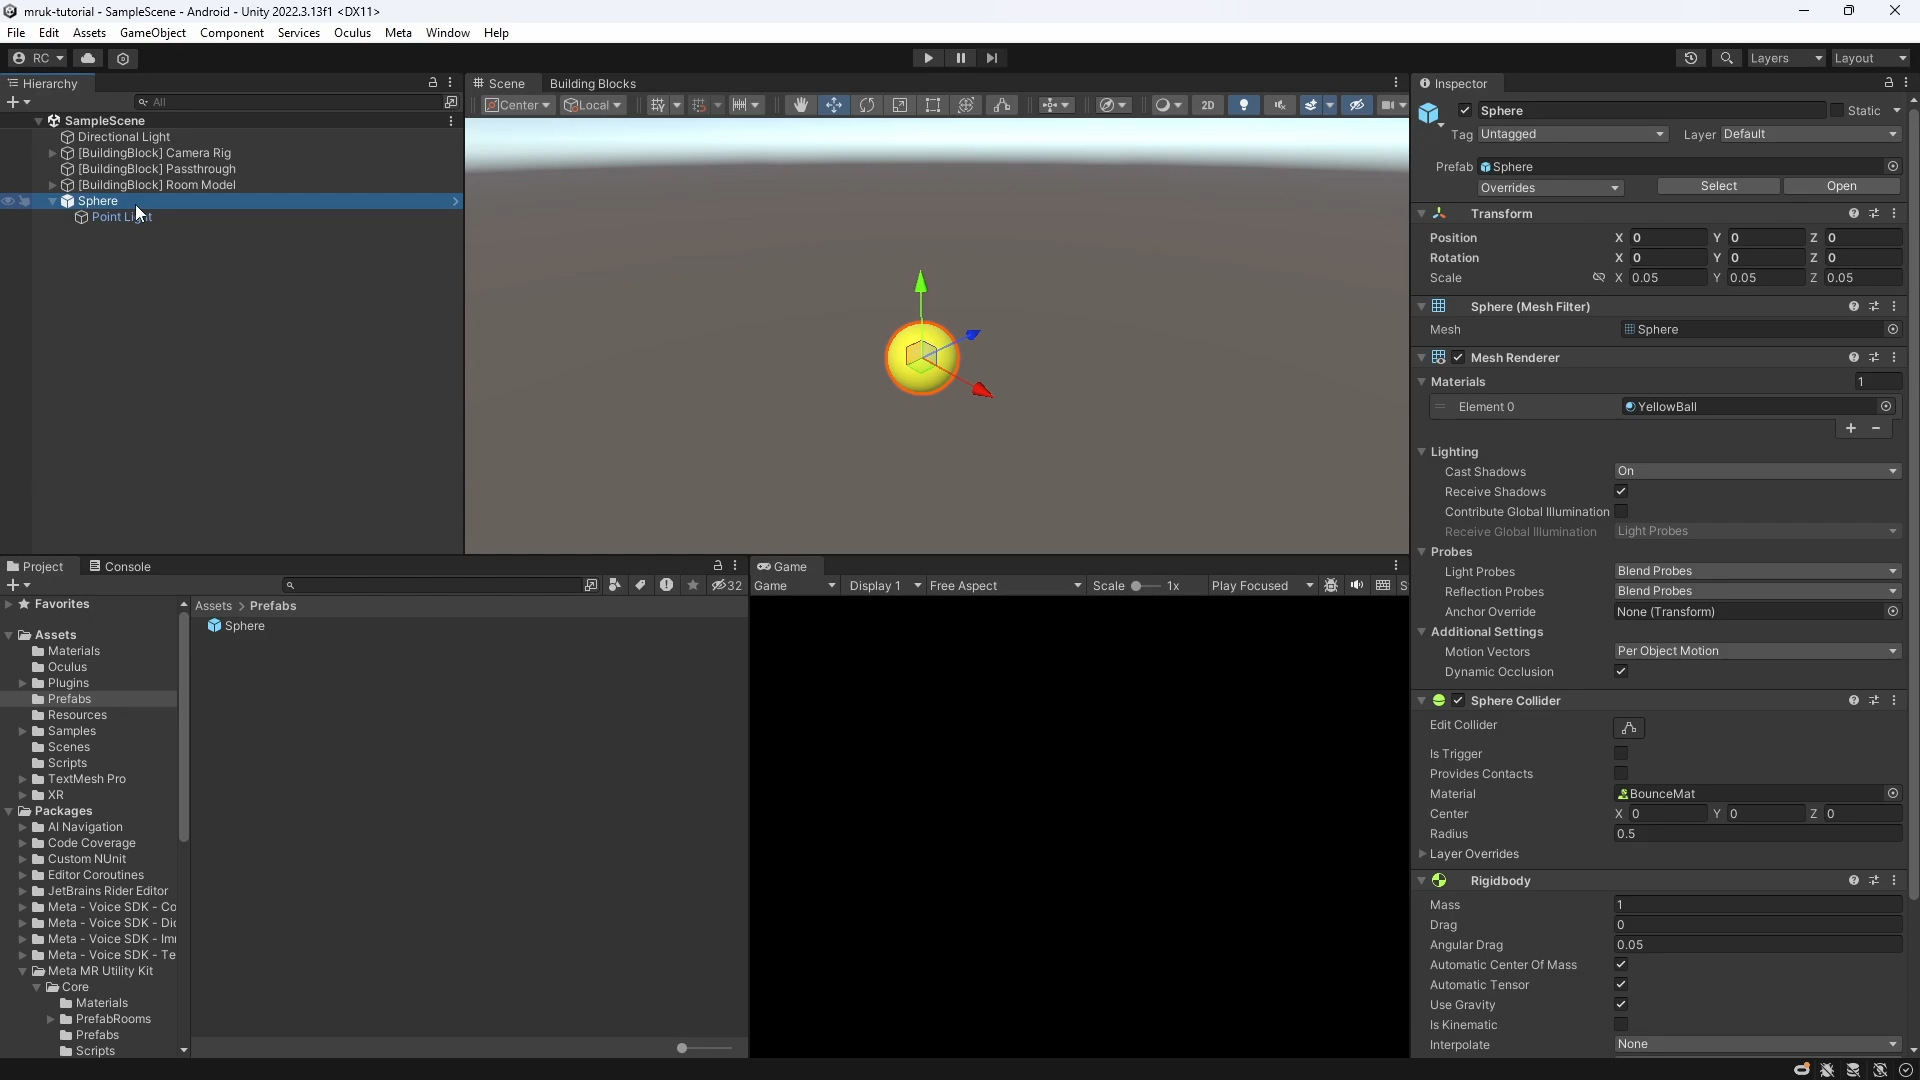 mruk-tutorial - SampleScene - Android - Unity 2022.3.13f1 <DX11>
File Edit Assets GameObject Component Services Oculus Meta Window Help
RC Layers Layout
Hierarchy
All
SampleScene
Directional Light
[BuildingBlock] Camera Rig
[BuildingBlock] Passthrough
[BuildingBlock] Room Model
Sphere
Point Light
Scene Building Blocks
Center Local 2D
Inspector
Sphere Static
Tag Untagged Layer Default
Prefab Sphere
Overrides Select Open
Transform
Position X 0 Y 0 Z 0
Rotation X 0 Y 0 Z 0
Scale X 0.05 Y 0.05 Z 0.05
Sphere (Mesh Filter)
Mesh Sphere
Mesh Renderer
Materials 1
Element 0 YellowBall
Lighting
Cast Shadows On
Receive Shadows
Contribute Global Illumination
Receive Global Illumination Light Probes
Probes
Light Probes Blend Probes
Reflection Probes Blend Probes
Anchor Override None (Transform)
Additional Settings
Motion Vectors Per Object Motion
Dynamic Occlusion
Sphere Collider
Edit Collider
Is Trigger
Provides Contacts
Material BounceMat
Center X 0 Y 0 Z 0
Radius 0.5
Layer Overrides
Rigidbody
Mass 1
Drag 0
Angular Drag 0.05
Automatic Center Of Mass
Automatic Tensor
Use Gravity
Is Kinematic
Interpolate None
Project Console
32
Favorites
Assets
Materials
Oculus
Plugins
Prefabs
Resources
Samples
Scenes
Scripts
TextMesh Pro
XR
Packages
AI Navigation
Code Coverage
Custom NUnit
Editor Coroutines
JetBrains Rider Editor
Meta - Voice SDK - Co
Meta - Voice SDK - Dic
Meta - Voice SDK - Imr
Meta - Voice SDK - Te
Meta MR Utility Kit
Core
Materials
PrefabRooms
Prefabs
Scripts
Assets > Prefabs
Sphere
Game
Game Display 1 Free Aspect Scale 1x Play Focused S